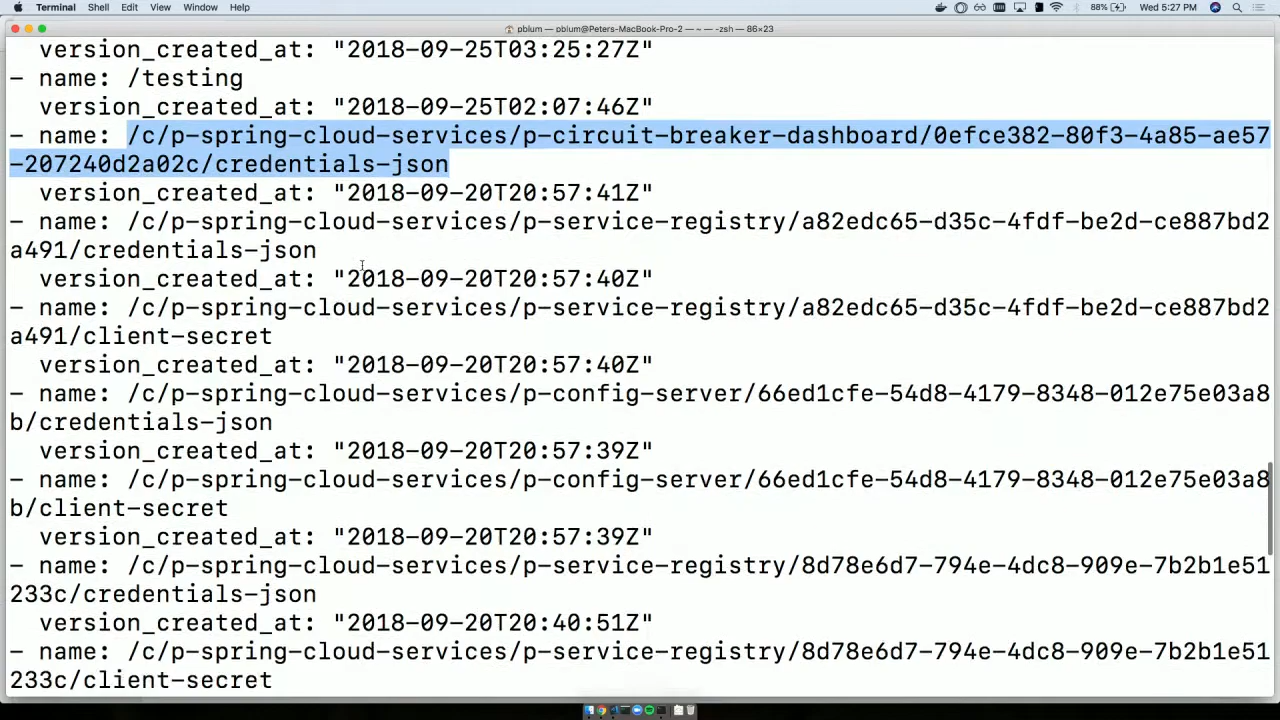 Terminal Shell Edit View Window Help 88% Wed 5:27 PM
pblum — pblum@Peters-MacBook-Pro-2 — ~ — -zsh — 86×23
version_created_at: "2018-09-25T03:25:27Z"
- name: /testing
version_created_at: "2018-09-25T02:07:46Z"
- name: /c/p-spring-cloud-services/p-circuit-breaker-dashboard/0efce382-80f3-4a85-ae57
-207240d2a02c/credentials-json
version_created_at: "2018-09-20T20:57:41Z"
- name: /c/p-spring-cloud-services/p-service-registry/a82edc65-d35c-4fdf-be2d-ce887bd2
a491/credentials-json
version_created_at: "2018-09-20T20:57:40Z"
- name: /c/p-spring-cloud-services/p-service-registry/a82edc65-d35c-4fdf-be2d-ce887bd2
a491/client-secret
version_created_at: "2018-09-20T20:57:40Z"
- name: /c/p-spring-cloud-services/p-config-server/66ed1cfe-54d8-4179-8348-012e75e03a8
b/credentials-json
version_created_at: "2018-09-20T20:57:39Z"
- name: /c/p-spring-cloud-services/p-config-server/66ed1cfe-54d8-4179-8348-012e75e03a8
b/client-secret
version_created_at: "2018-09-20T20:57:39Z"
- name: /c/p-spring-cloud-services/p-service-registry/8d78e6d7-794e-4dc8-909e-7b2b1e51
233c/credentials-json
version_created_at: "2018-09-20T20:40:51Z"
- name: /c/p-spring-cloud-services/p-service-registry/8d78e6d7-794e-4dc8-909e-7b2b1e51
233c/client-secret